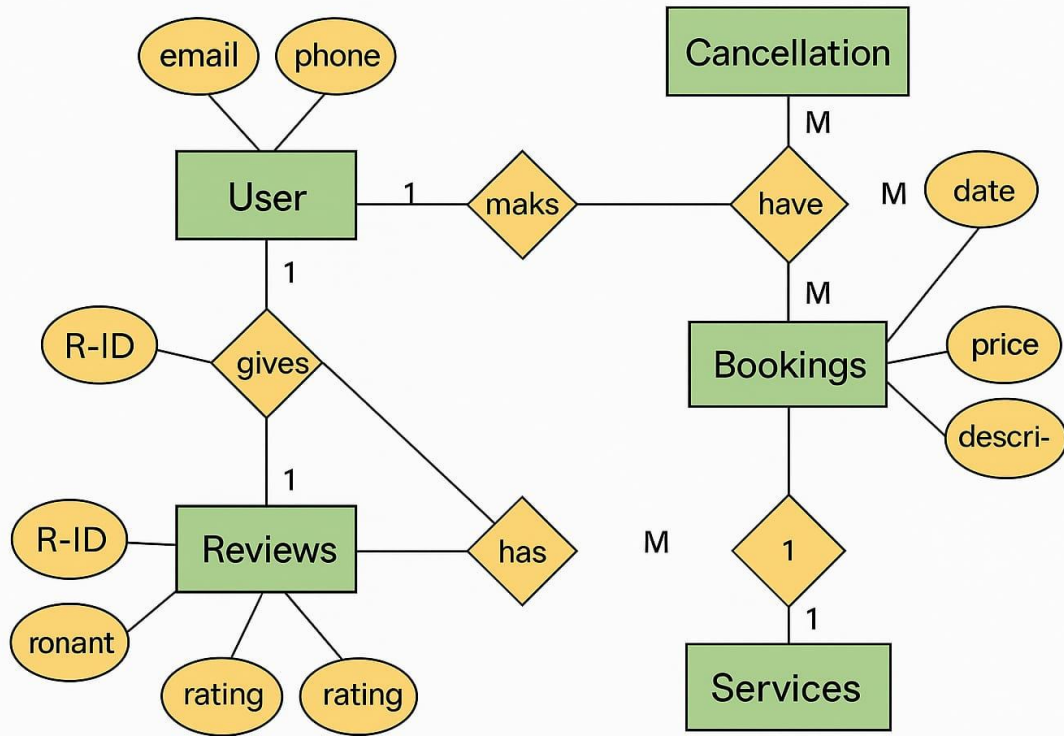 email
phone
Cancellation
M
User
1
maks
have
M
date
1
M
R-ID
gives
Bookings
price
descri-
1
R-ID
Reviews
has
M
1
ronant
1
rating
rating
Services